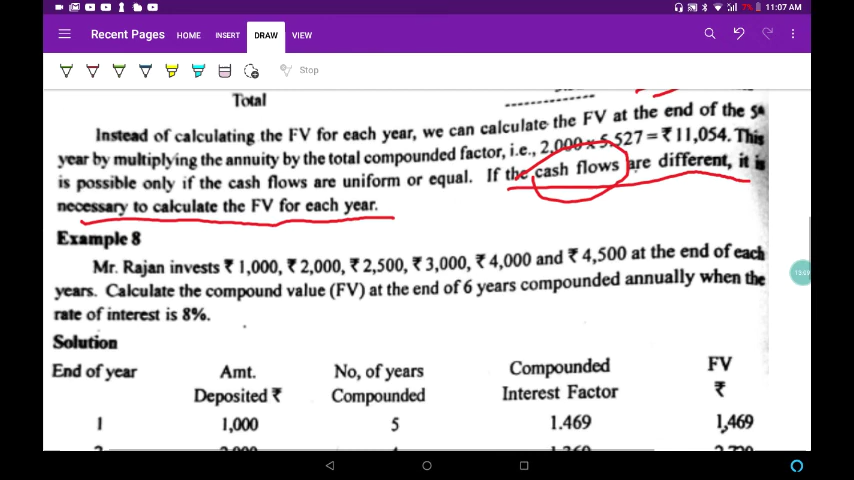 7% 11:07 AM
Recent Pages HOME INSERT DRAW VIEW
Stop
Total
Instead of calculating the FV for each year, we can calculate the FV at the end of the 5th
year by multiplying the annuity by the total compounded factor, i.e., 2,000 x 5.527 = ₹ 11,054. This
is possible only if the cash flows are uniform or equal. If the cash flows are different, it is
necessary to calculate the FV for each year.
Example 8
Mr. Rajan invests ₹ 1,000, ₹ 2,000, ₹ 2,500, ₹ 3,000, ₹ 4,000 and ₹ 4,500 at the end of each
years. Calculate the compound value (FV) at the end of 6 years compounded annually when the
rate of interest is 8%.
Solution
End of year Amt. No, of years Compounded FV
Deposited ₹ Compounded Interest Factor ₹
1 1,000 5 1.469 1,469
13:09